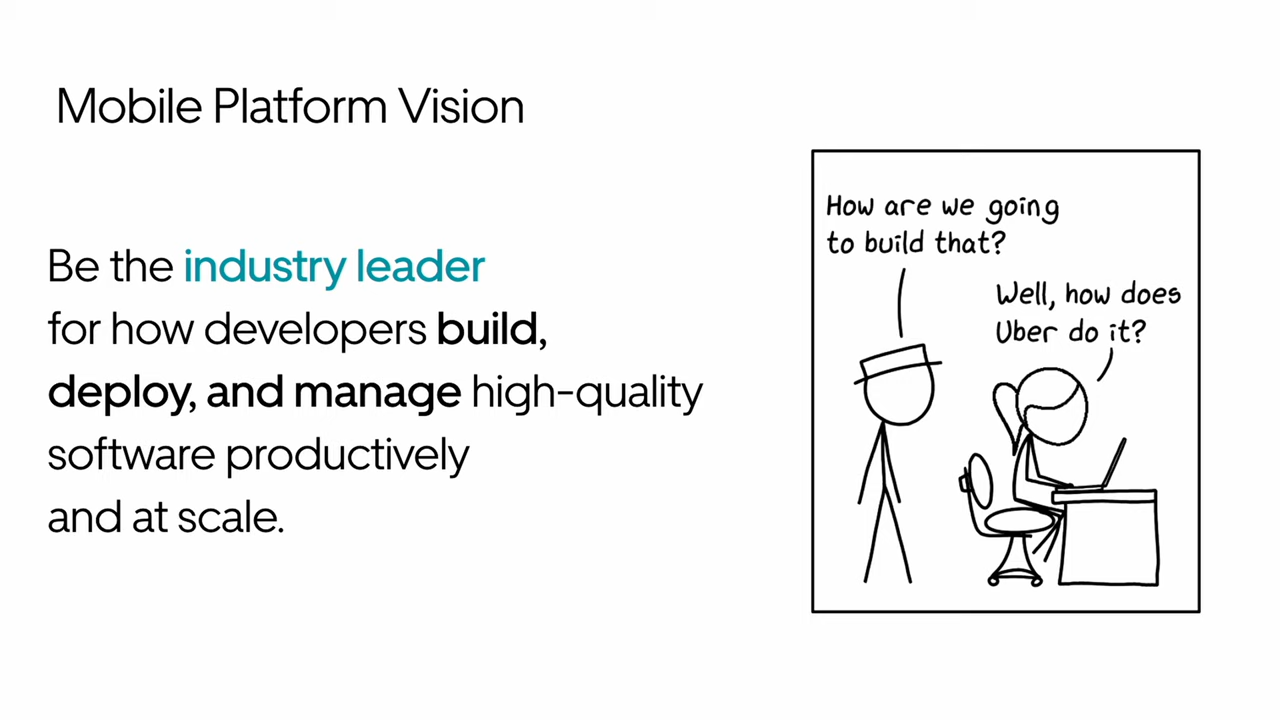 Mobile Platform Vision
Be the industry leader
for how developers build,
deploy, and manage high-quality
software productively
and at scale.
How are we going
to build that?
Well, how does
Uber do it?